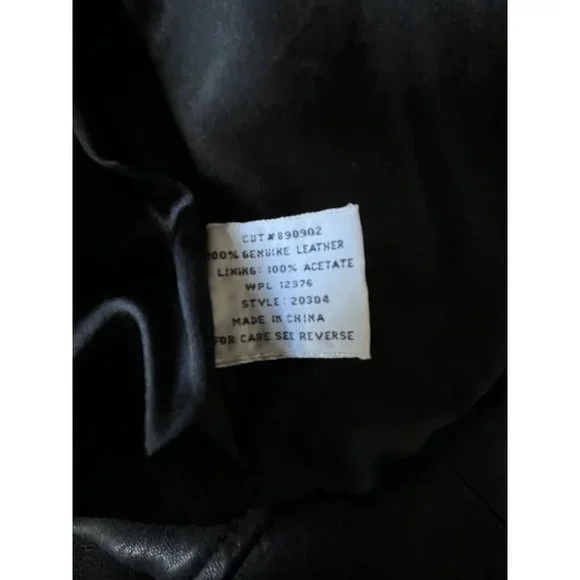 CUT#890902
100% GENUINE LEATHER
LINING: 100% ACETATE
WPL 12376
STYLE: 20304
MADE IN CHINA
FOR CARE SEE REVERSE